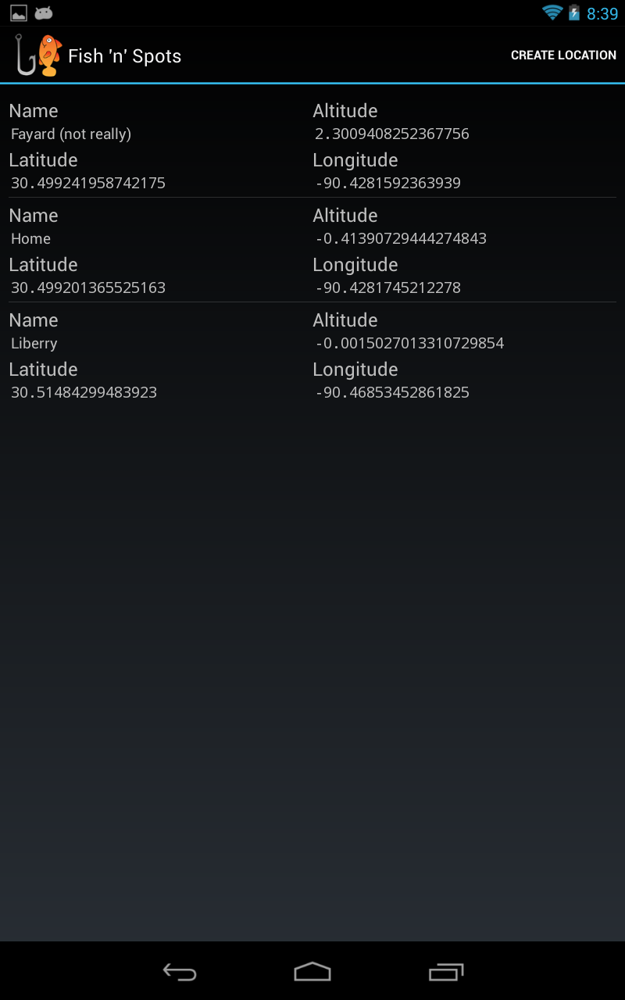 8:39
Fish 'n' Spots CREATE LOCATION
Name Altitude
Fayard (not really) 2.3009408252367756
Latitude Longitude
30.499241958742175 -90.4281592363939
Name Altitude
Home -0.41390729444274843
Latitude Longitude
30.499201365525163 -90.4281745212278
Name Altitude
Liberry -0.0015027013310729854
Latitude Longitude
30.51484299483923 -90.46853452861825